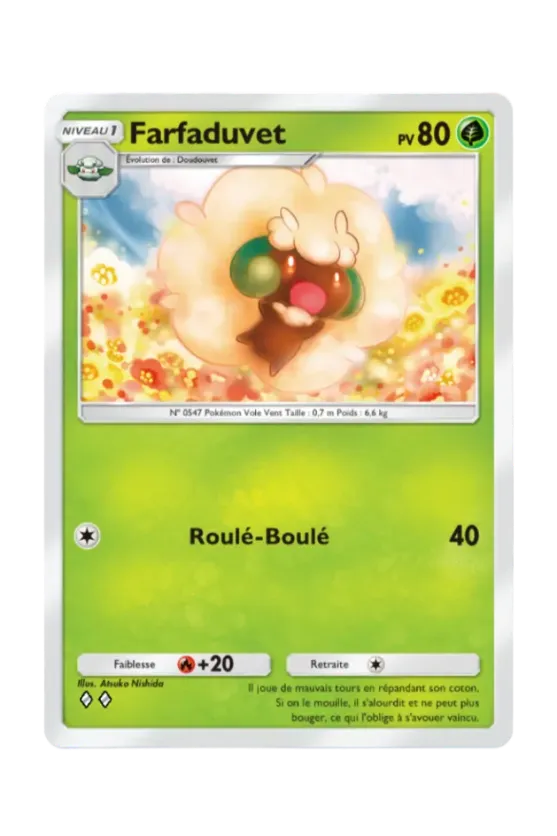 NIVEAU 1 Farfaduvet PV 80
Évolution de : Doudouvet
N° 0547 Pokémon Vole Vent Taille : 0,7 m Poids : 6,6 kg
Roulé-Boulé 40
Faiblesse +20 Retraite
Illus. Atsuko Nishida
Il joue de mauvais tours en répandant son coton.
Si on le mouille, il s'alourdit et ne peut plus
bouger, ce qui l'oblige à s'avouer vaincu.